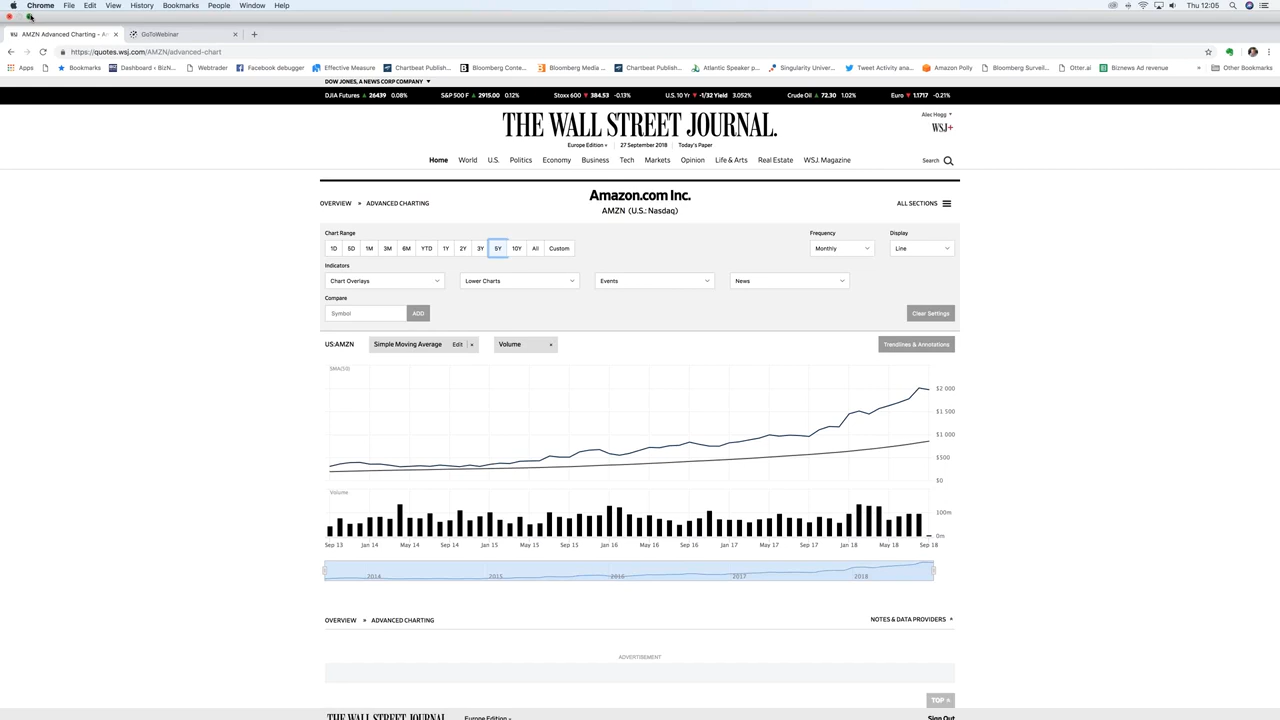 Chrome File Edit View History Bookmarks People Window Help Thu 12:05
AMZN Advanced Charting - A GoToWebinar
https://quotes.wsj.com/AMZN/advanced-chart
Apps Bookmarks Dashboard ‹ BizN... Webtrader Facebook debugger Effective Measure Chartbeat Publish... Bloomberg Conte... Bloomberg Media ... Chartbeat Publish... Atlantic Speaker p... Singularity Univer... Tweet Activity ana... Amazon Polly Bloomberg Surveil... Otter.ai Biznews Ad revenue » Other Bookmarks
DOW JONES, A NEWS CORP COMPANY
DJIA Futures 26439 0.08% S&P 500 F 2915.00 0.12% Stoxx 600 384.53 -0.13% U.S. 10 Yr -1/32 Yield 3.052% Crude Oil 72.30 1.02% Euro 1.1717 -0.21%
THE WALL STREET JOURNAL.
Alec Hogg
WSJ+
Europe Edition 27 September 2018 Today's Paper
Home World U.S. Politics Economy Business Tech Markets Opinion Life & Arts Real Estate WSJ. Magazine Search
Amazon.com Inc.
OVERVIEW » ADVANCED CHARTING ALL SECTIONS
AMZN (U.S.: Nasdaq)
Chart Range Frequency Display
1D 5D 1M 3M 6M YTD 1Y 2Y 3Y 5Y 10Y All Custom Monthly Line
Indicators
Chart Overlays Lower Charts Events News
Compare
Symbol ADD Clear Settings
US:AMZN Simple Moving Average Edit × Volume × Trendlines & Annotations
SMA(50)
$2 000
$1 500
$1 000
$500
$0
Volume
100m
0m
Sep 13 Jan 14 May 14 Sep 14 Jan 15 May 15 Sep 15 Jan 16 May 16 Sep 16 Jan 17 May 17 Sep 17 Jan 18 May 18 Sep 18
2014 2015 2016 2017 2018
OVERVIEW » ADVANCED CHARTING NOTES & DATA PROVIDERS
ADVERTISEMENT
TOP
THE WALL STREET JOURNAL Europe Edition Sign Out